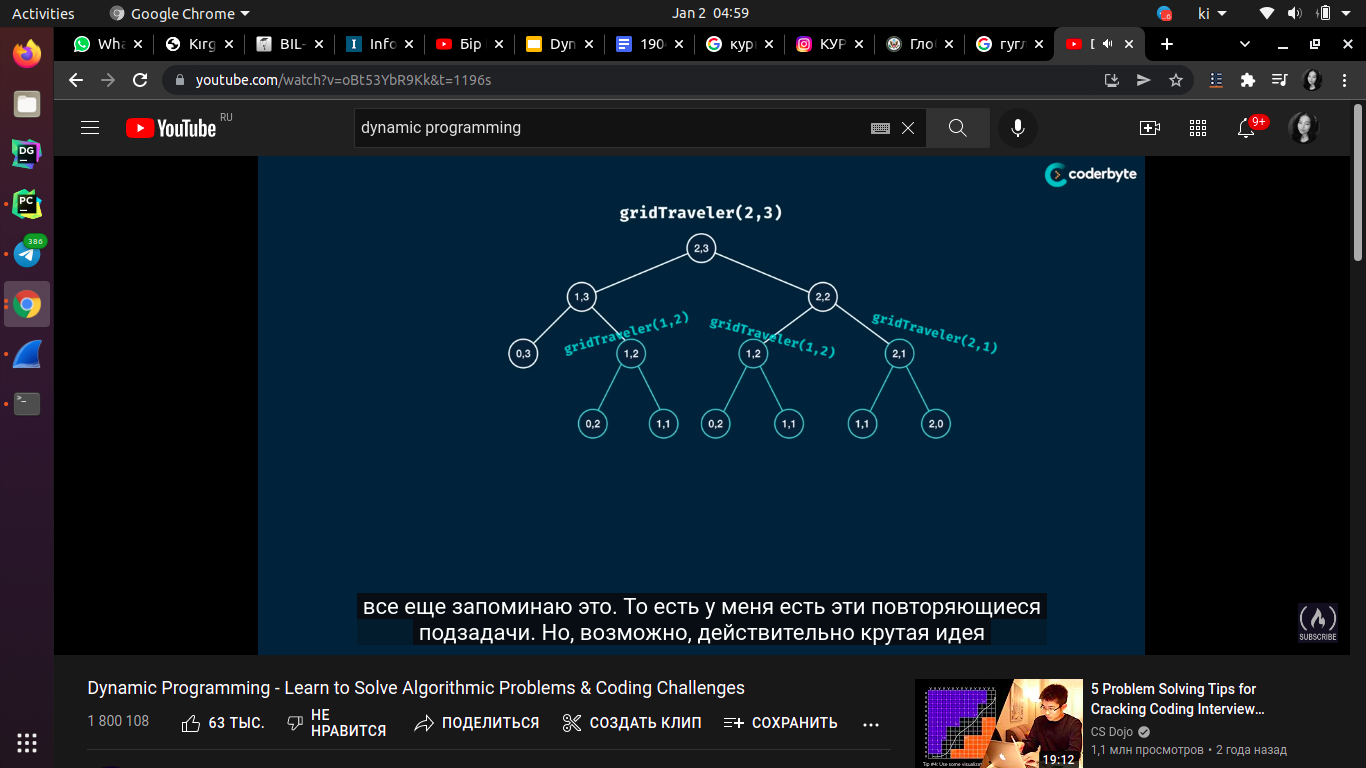 Activities
Google Chrome
Jan 2 04:59
6
ki
Wha
Kırg
BIL-
Info
Бір
Dyn
190
кур
КУР
Гло
гугл
youtube.com/watch?v=oBt53YbR9Kk&t=1196s
YouTube
RU
dynamic programming
9+
DG
PC
386
coderbyte
gridTraveler(2,3)
2,3
1,3
2,2
gridTraveler(1,2)
gridTraveler(1,2)
gridTraveler(2,1)
0,3
1,2
1,2
2,1
0,2
1,1
0,2
1,1
1,1
2,0
все еще запоминаю это. То есть у меня есть эти повторяющиеся
подзадачи. Но, возможно, действительно крутая идея
SUBSCRIBE
Dynamic Programming - Learn to Solve Algorithmic Problems & Coding Challenges
1 800 108
63 ТЫС.
НЕ
НРАВИТСЯ
ПОДЕЛИТЬСЯ
СОЗДАТЬ КЛИП
СОХРАНИТЬ
5 Problem Solving Tips for
Cracking Coding Interview…
CS Dojo
1,1 млн просмотров • 2 года назад
19:12